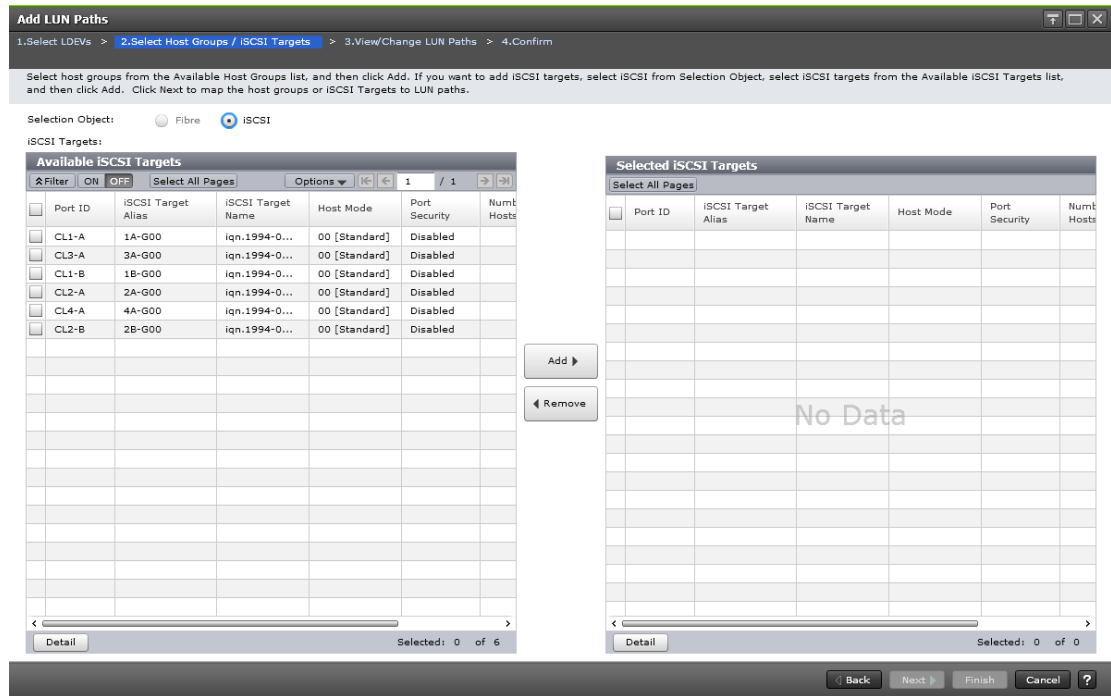 Add LUN Paths
1.Select LDEVs > 2.Select Host Groups / iSCSI Targets > 3.View/Change LUN Paths > 4.Confirm
Select host groups from the Available Host Groups list, and then click Add. If you want to add iSCSI targets, select iSCSI from Selection Object, select iSCSI targets from the Available iSCSI Targets list,
and then click Add. Click Next to map the host groups or iSCSI Targets to LUN paths.
Selection Object: Fibre iSCSI
iSCSI Targets:
Available iSCSI Targets
Filter ON OFF Select All Pages Options 1 / 1
Port ID iSCSI Target Alias iSCSI Target Name Host Mode Port Security Numb Hosts
CL1-A 1A-G00 iqn.1994-0... 00 [Standard] Disabled
CL3-A 3A-G00 iqn.1994-0... 00 [Standard] Disabled
CL1-B 1B-G00 iqn.1994-0... 00 [Standard] Disabled
CL2-A 2A-G00 iqn.1994-0... 00 [Standard] Disabled
CL4-A 4A-G00 iqn.1994-0... 00 [Standard] Disabled
CL2-B 2B-G00 iqn.1994-0... 00 [Standard] Disabled
Detail Selected: 0 of 6
Add
Remove
Selected iSCSI Targets
Select All Pages
Port ID iSCSI Target Alias iSCSI Target Name Host Mode Port Security Numb Hosts
No Data
Detail Selected: 0 of 0
Back Next Finish Cancel ?